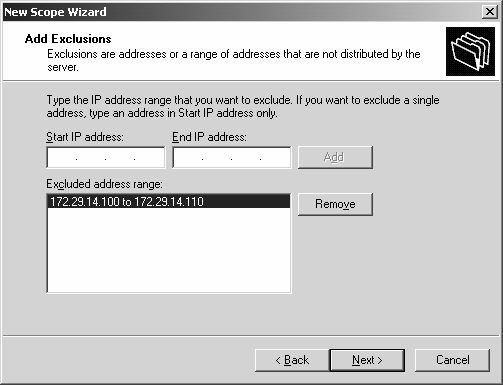 New Scope Wizard
Add Exclusions
Exclusions are addresses or a range of addresses that are not distributed by the
server.
Type the IP address range that you want to exclude. If you want to exclude a single
address, type an address in Start IP address only.
Start IP address: End IP address:
. . . . . . Add
Excluded address range:
172.29.14.100 to 172.29.14.110 Remove
< Back Next > Cancel